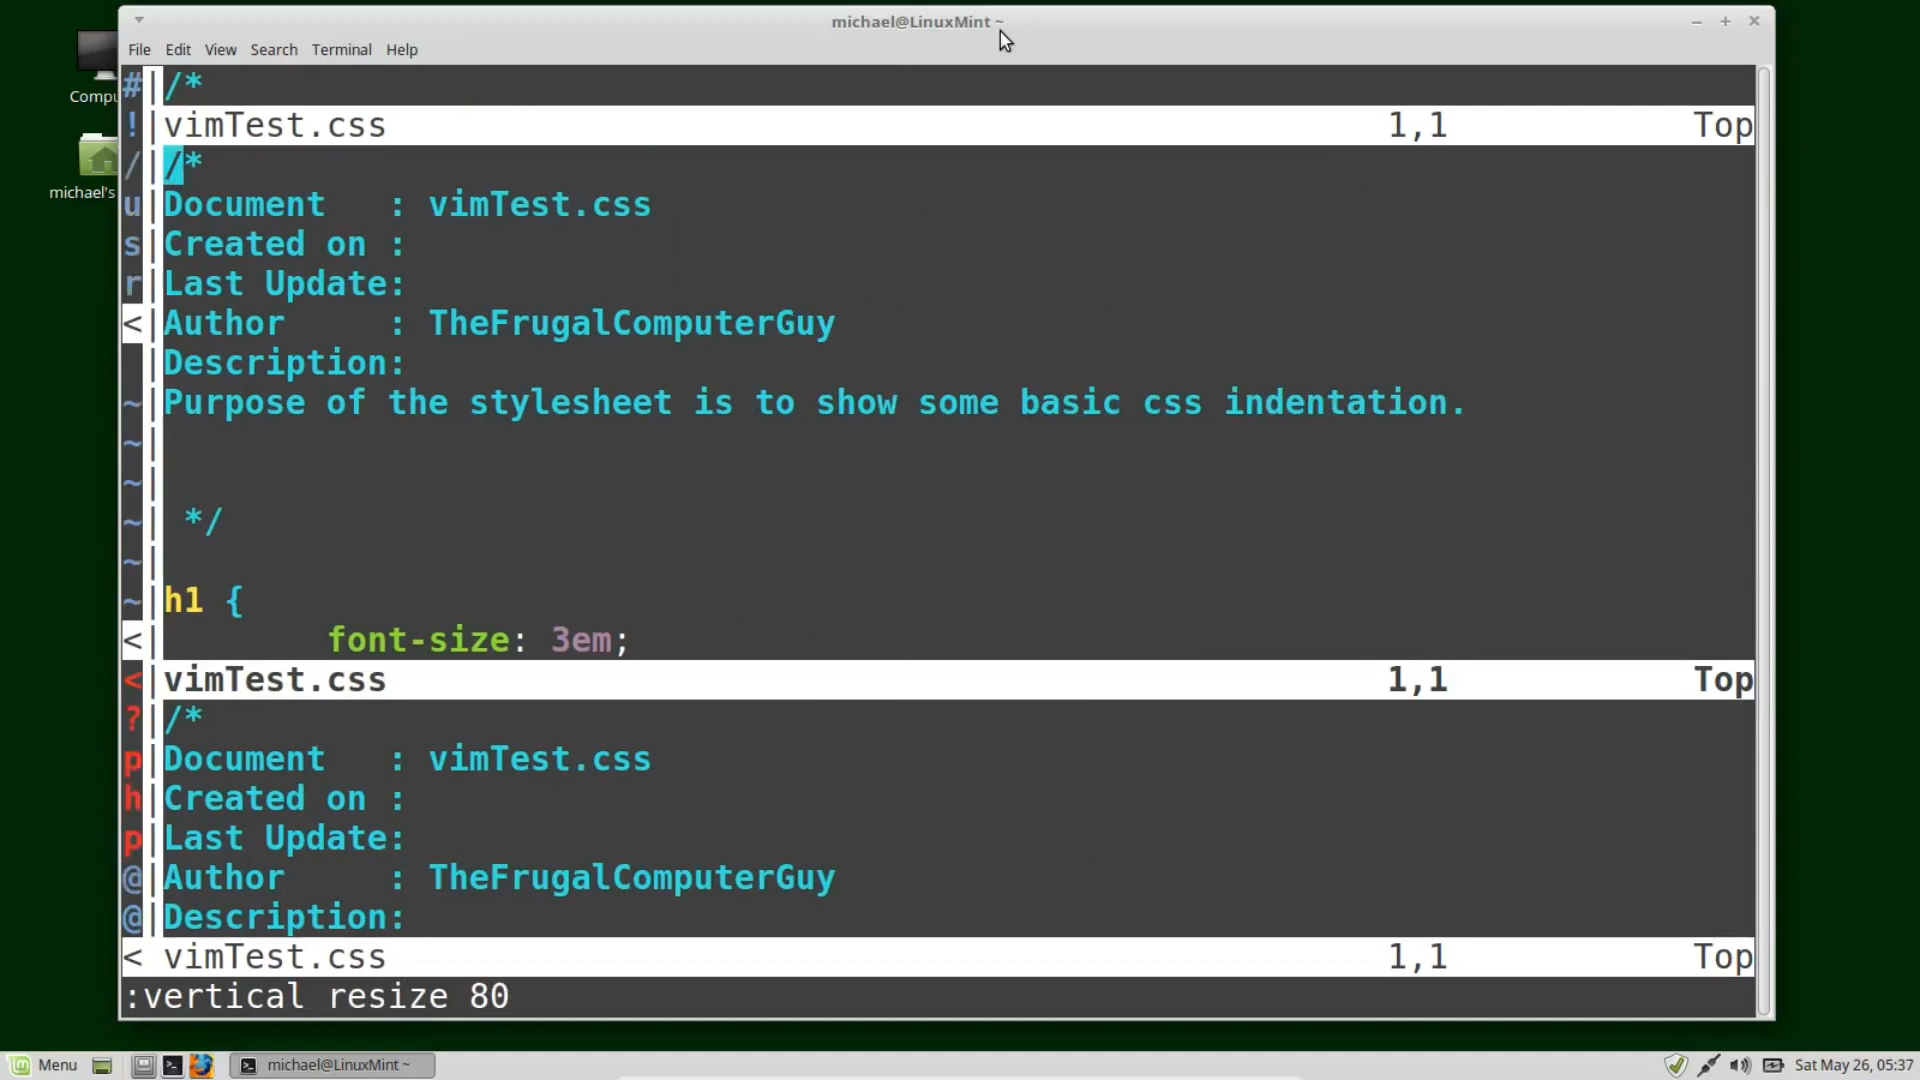 michael@LinuxMint ~
File Edit View Search Terminal Help
Compu
michael's
# | /*
! | vimTest.css 1,1 Top
/ | /*
u | Document : vimTest.css
s | Created on :
r | Last Update:
< | Author : TheFrugalComputerGuy
| Description:
~ | Purpose of the stylesheet is to show some basic css indentation.
~ |
~ |
~ | */
~ |
~ | h1 {
< | font-size: 3em;
< | vimTest.css 1,1 Top
? | /*
p | Document : vimTest.css
h | Created on :
p | Last Update:
@ | Author : TheFrugalComputerGuy
@ | Description:
< vimTest.css 1,1 Top
:vertical resize 80
Menu michael@LinuxMint ~ Sat May 26, 05:37